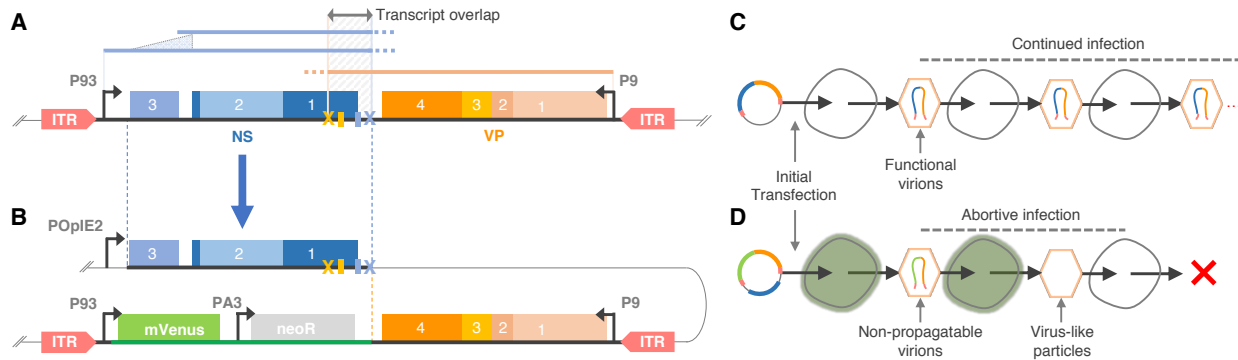 A
Transcript overlap
P93
P9
3
2
1
4
3
2
1
ITR
X
X
ITR
NS
VP
B
POpIE2
3
2
1
X
X
P93
PA3
P9
mVenus
neoR
4
3
2
1
ITR
ITR
C
Continued infection
Functional
virions
Initial
Transfection
D
Abortive infection
Non-propagatable
virions
Virus-like
particles